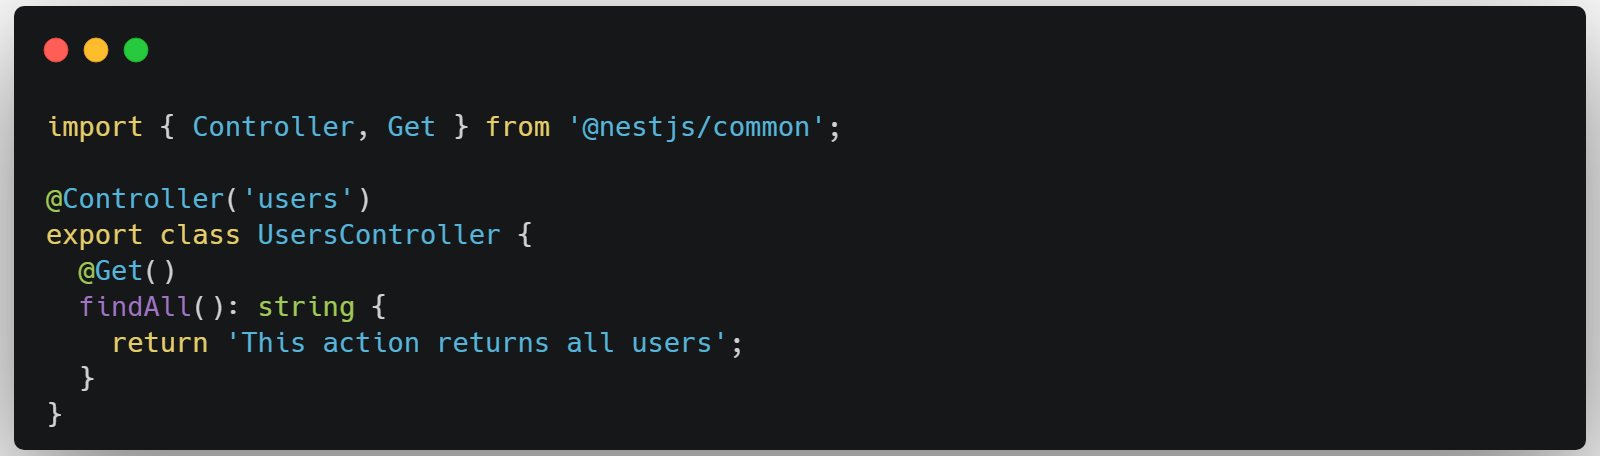 import { Controller, Get } from '@nestjs/common';

@Controller('users')
export class UsersController {
  @Get()
  findAll(): string {
    return 'This action returns all users';
  }
}